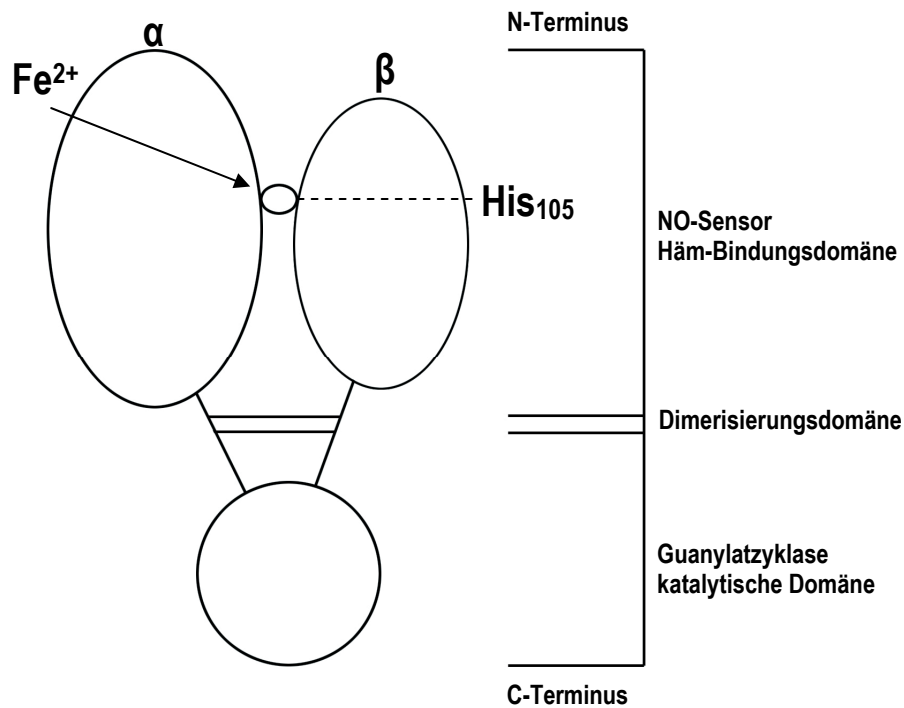 N-Terminus
α
β
Fe²⁺
His₁₀₅
NO-Sensor
Häm-Bindungsdomäne
Dimerisierungsdomäne
Guanylatzyklase
katalytische Domäne
C-Terminus